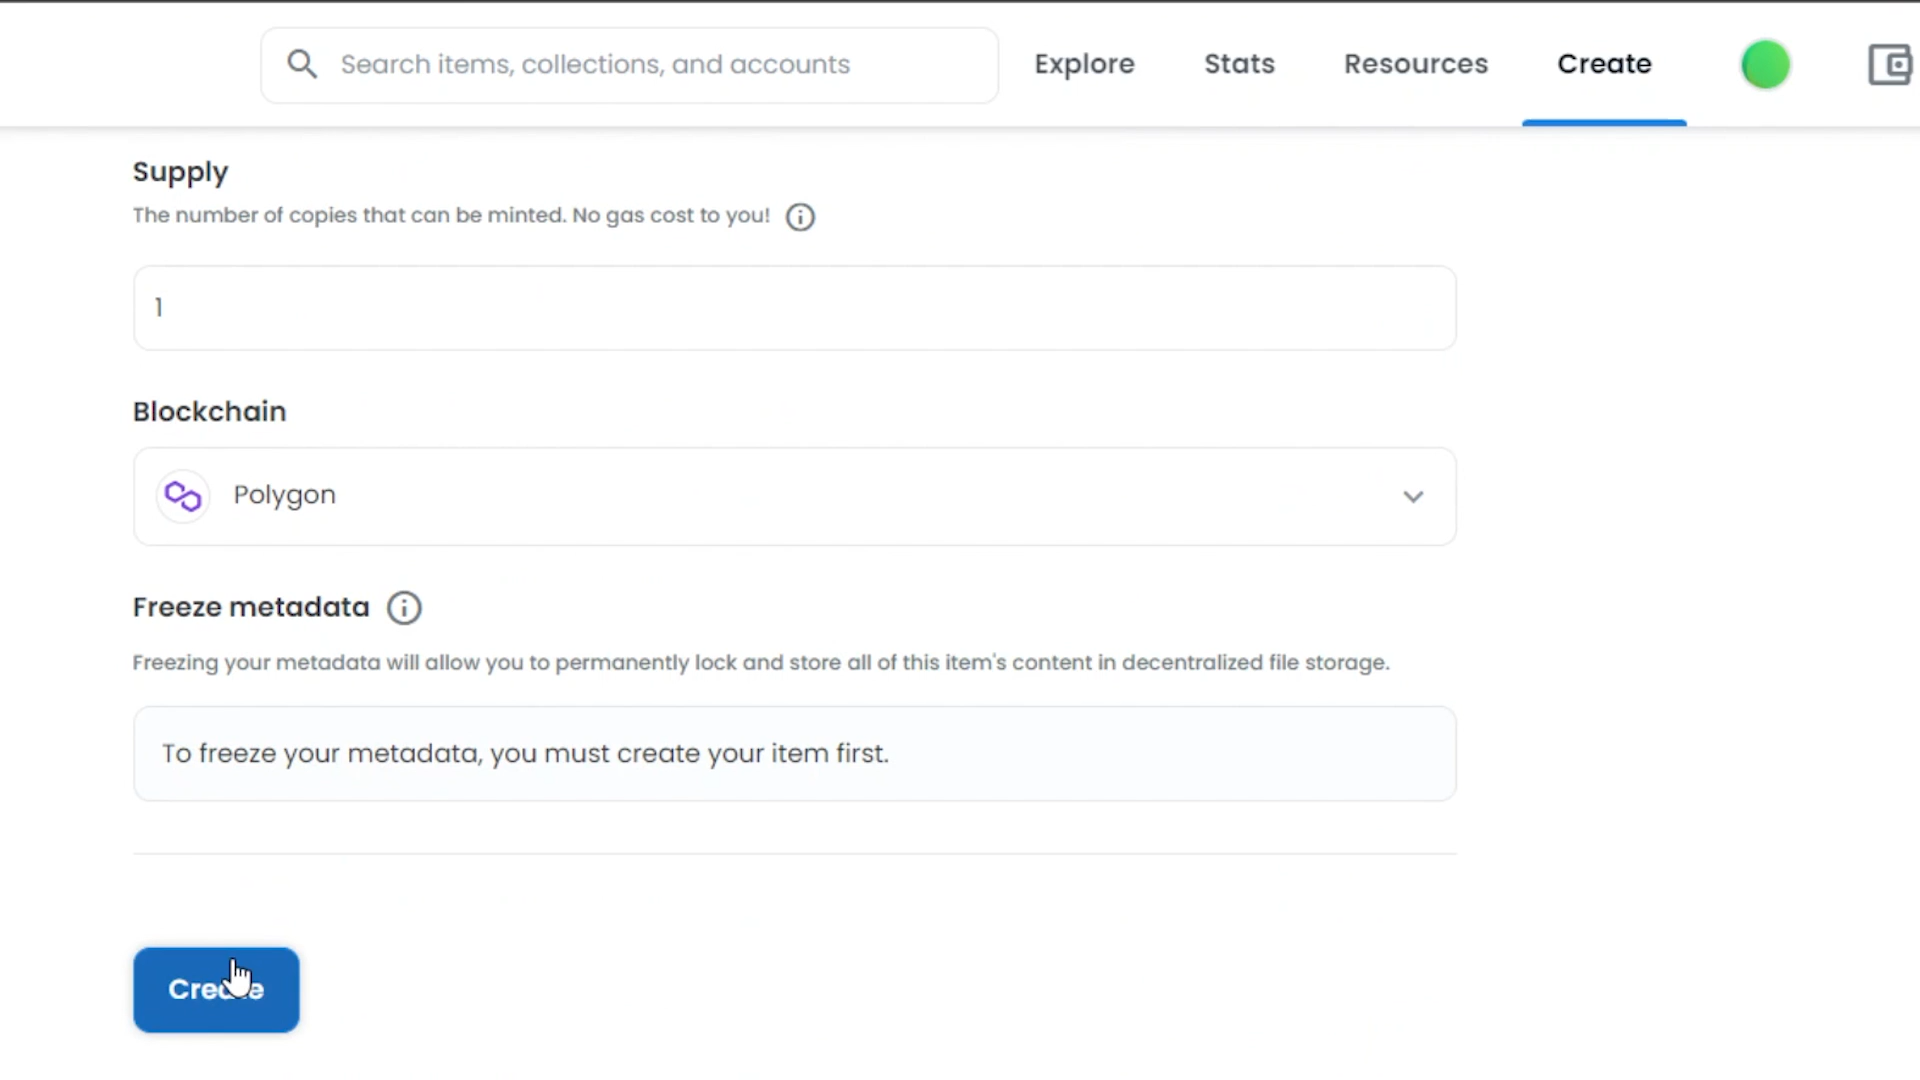 Search items, collections, and accounts
Explore
Stats
Resources
Create
Supply
The number of copies that can be minted. No gas cost to you!
1
Blockchain
Polygon
Freeze metadata
Freezing your metadata will allow you to permanently lock and store all of this item's content in decentralized file storage.
To freeze your metadata, you must create your item first.
Create